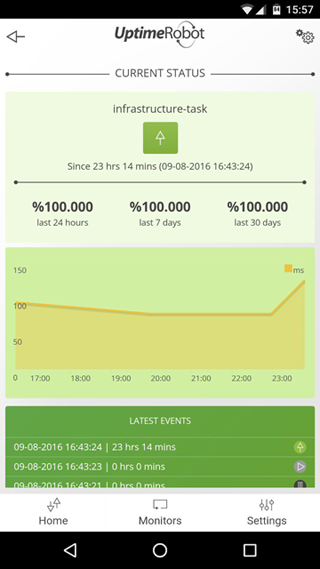 15:57
UptimeRobot
CURRENT STATUS
infrastructure-task
Since 23 hrs 14 mins (09-08-2016 16:43:24)
%100.000 %100.000 %100.000
last 24 hours last 7 days last 30 days
150
ms
100
50
0 17:00 18:00 19:00 20:00 21:00 22:00 23:00
LATEST EVENTS
09-08-2016 16:43:24 | 23 hrs 14 mins
09-08-2016 16:43:23 | 0 hrs 0 mins
09-08-2016 16:43:21 | 0 hrs 0 mins
Home Monitors Settings